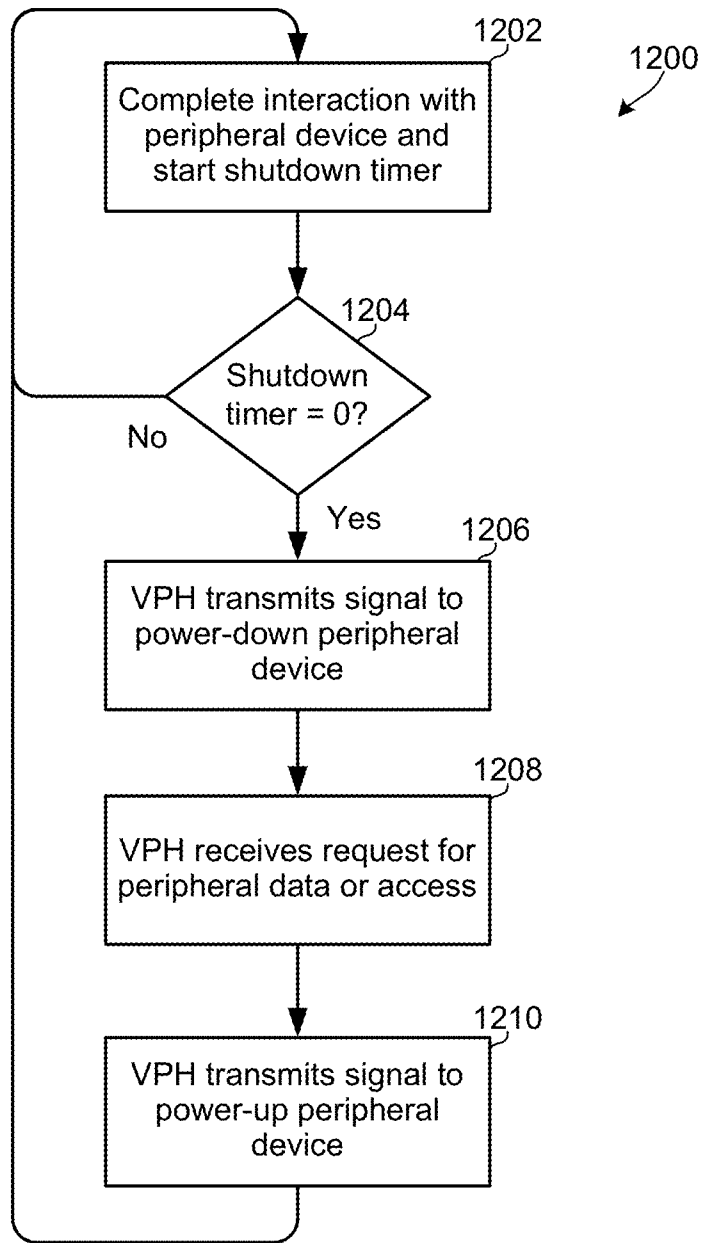 1202
1200
Complete interaction with
peripheral device and
start shutdown timer
1204
Shutdown
timer = 0?
No
Yes
1206
VPH transmits signal to
power-down peripheral
device
1208
VPH receives request for
peripheral data or access
1210
VPH transmits signal to
power-up peripheral
device